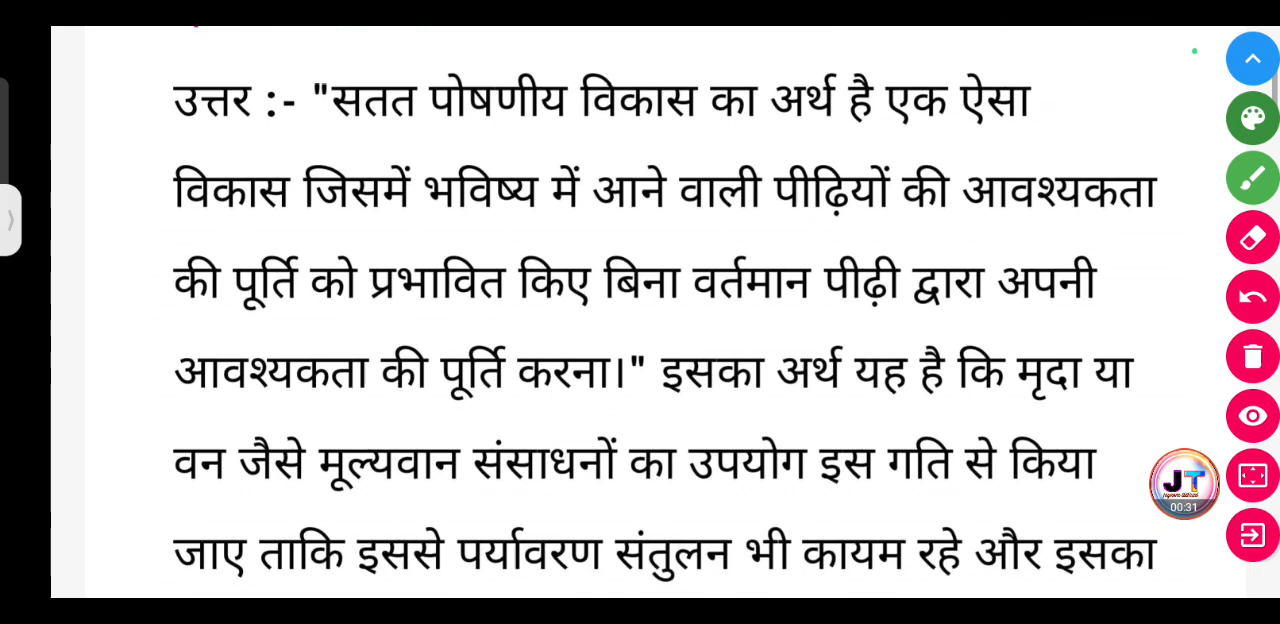 उत्तर :- "सतत पोषणीय विकास का अर्थ है एक ऐसा
विकास जिसमें भविष्य में आने वाली पीढ़ियों की आवश्यकता
की पूर्ति को प्रभावित किए बिना वर्तमान पीढ़ी द्वारा अपनी
आवश्यकता की पूर्ति करना।" इसका अर्थ यह है कि मृदा या
वन जैसे मूल्यवान संसाधनों का उपयोग इस गति से किया
जाए ताकि इससे पर्यावरण संतुलन भी कायम रहे और इसका
JT
00:31